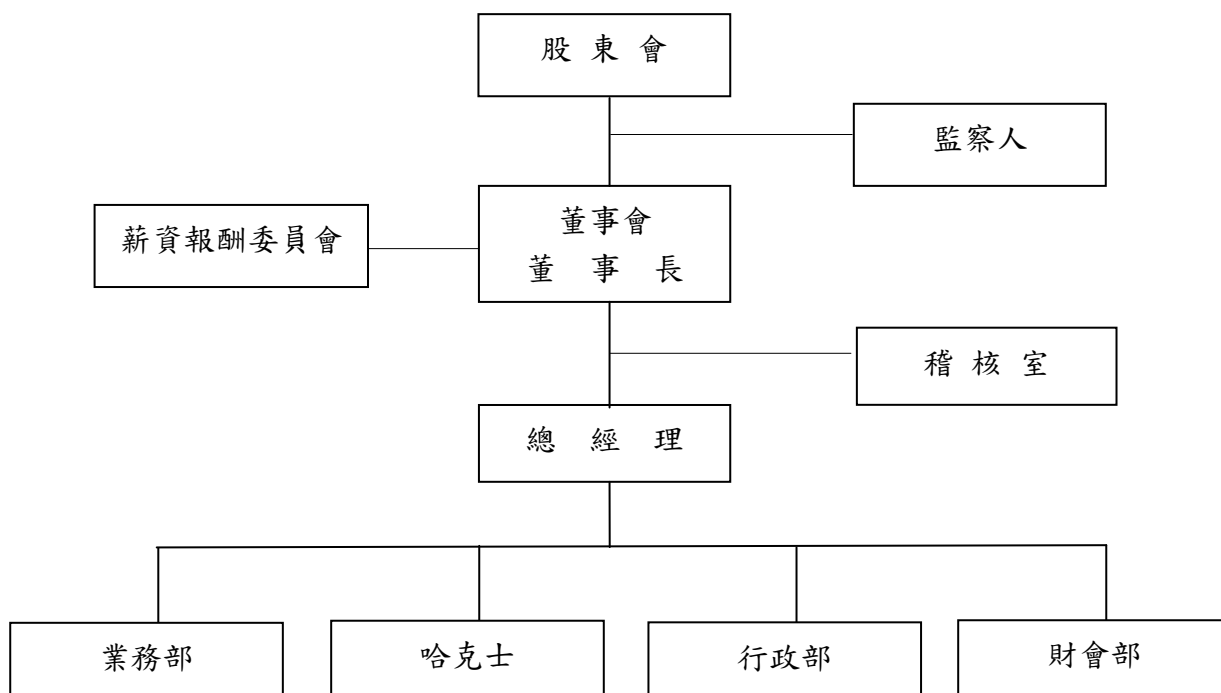 股東會
監察人
薪資報酬委員會
董事會
董事長
稽核室
總經理
業務部
哈克士
行政部
財會部